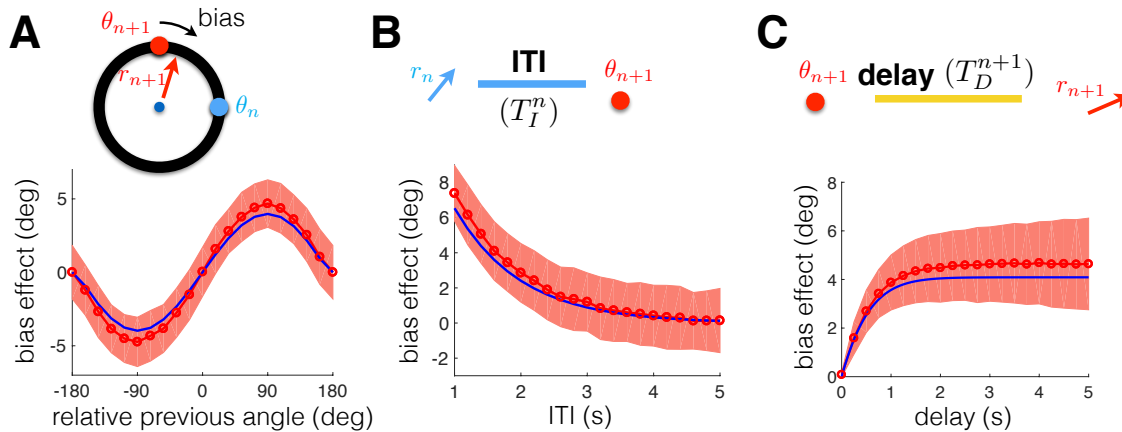 A
θn+1
bias
rn+1
θn
bias effect (deg)
5
0
-5
-180
-90
0
90
180
relative previous angle (deg)
B
rn
ITI
(T_I^n)
θn+1
bias effect (deg)
8
6
4
2
0
-2
1
2
3
4
5
ITI (s)
C
θn+1
delay (T_D^{n+1})
rn+1
bias effect (deg)
8
6
4
2
0
0
1
2
3
4
5
delay (s)